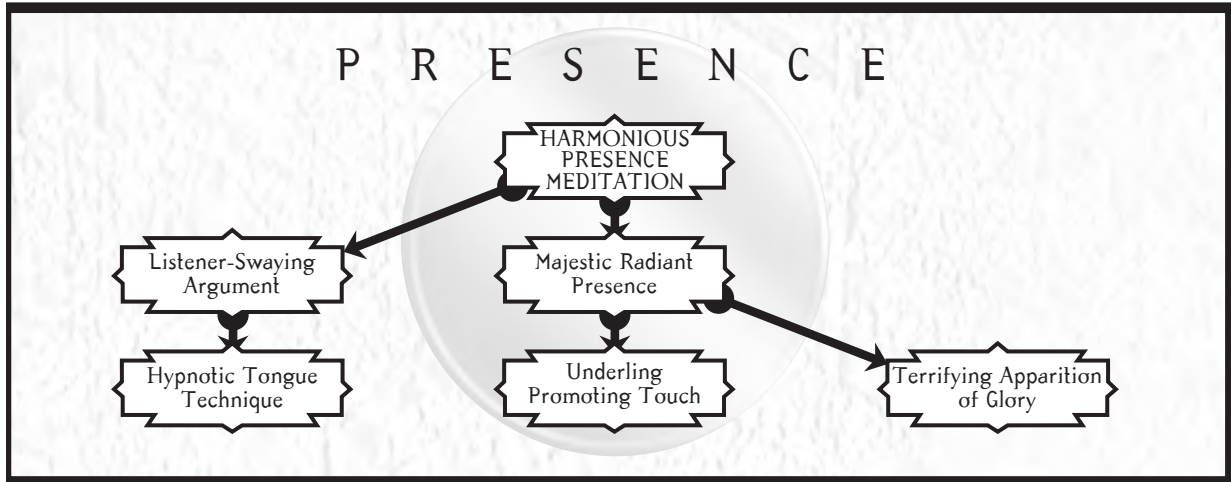 PRESENCE
HARMONIOUS
PRESENCE
MEDITATION
Listener-Swaying
Argument
Majestic Radiant
Presence
Hypnotic Tongue
Technique
Underling
Promoting Touch
Terrifying Apparition
of Glory